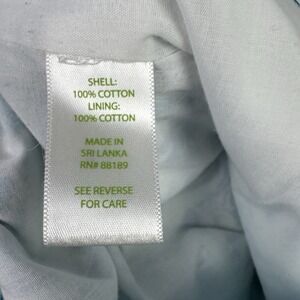 SHELL:
100% COTTON
LINING:
100% COTTON
MADE IN
SRI LANKA
RN# 88189
SEE REVERSE
FOR CARE